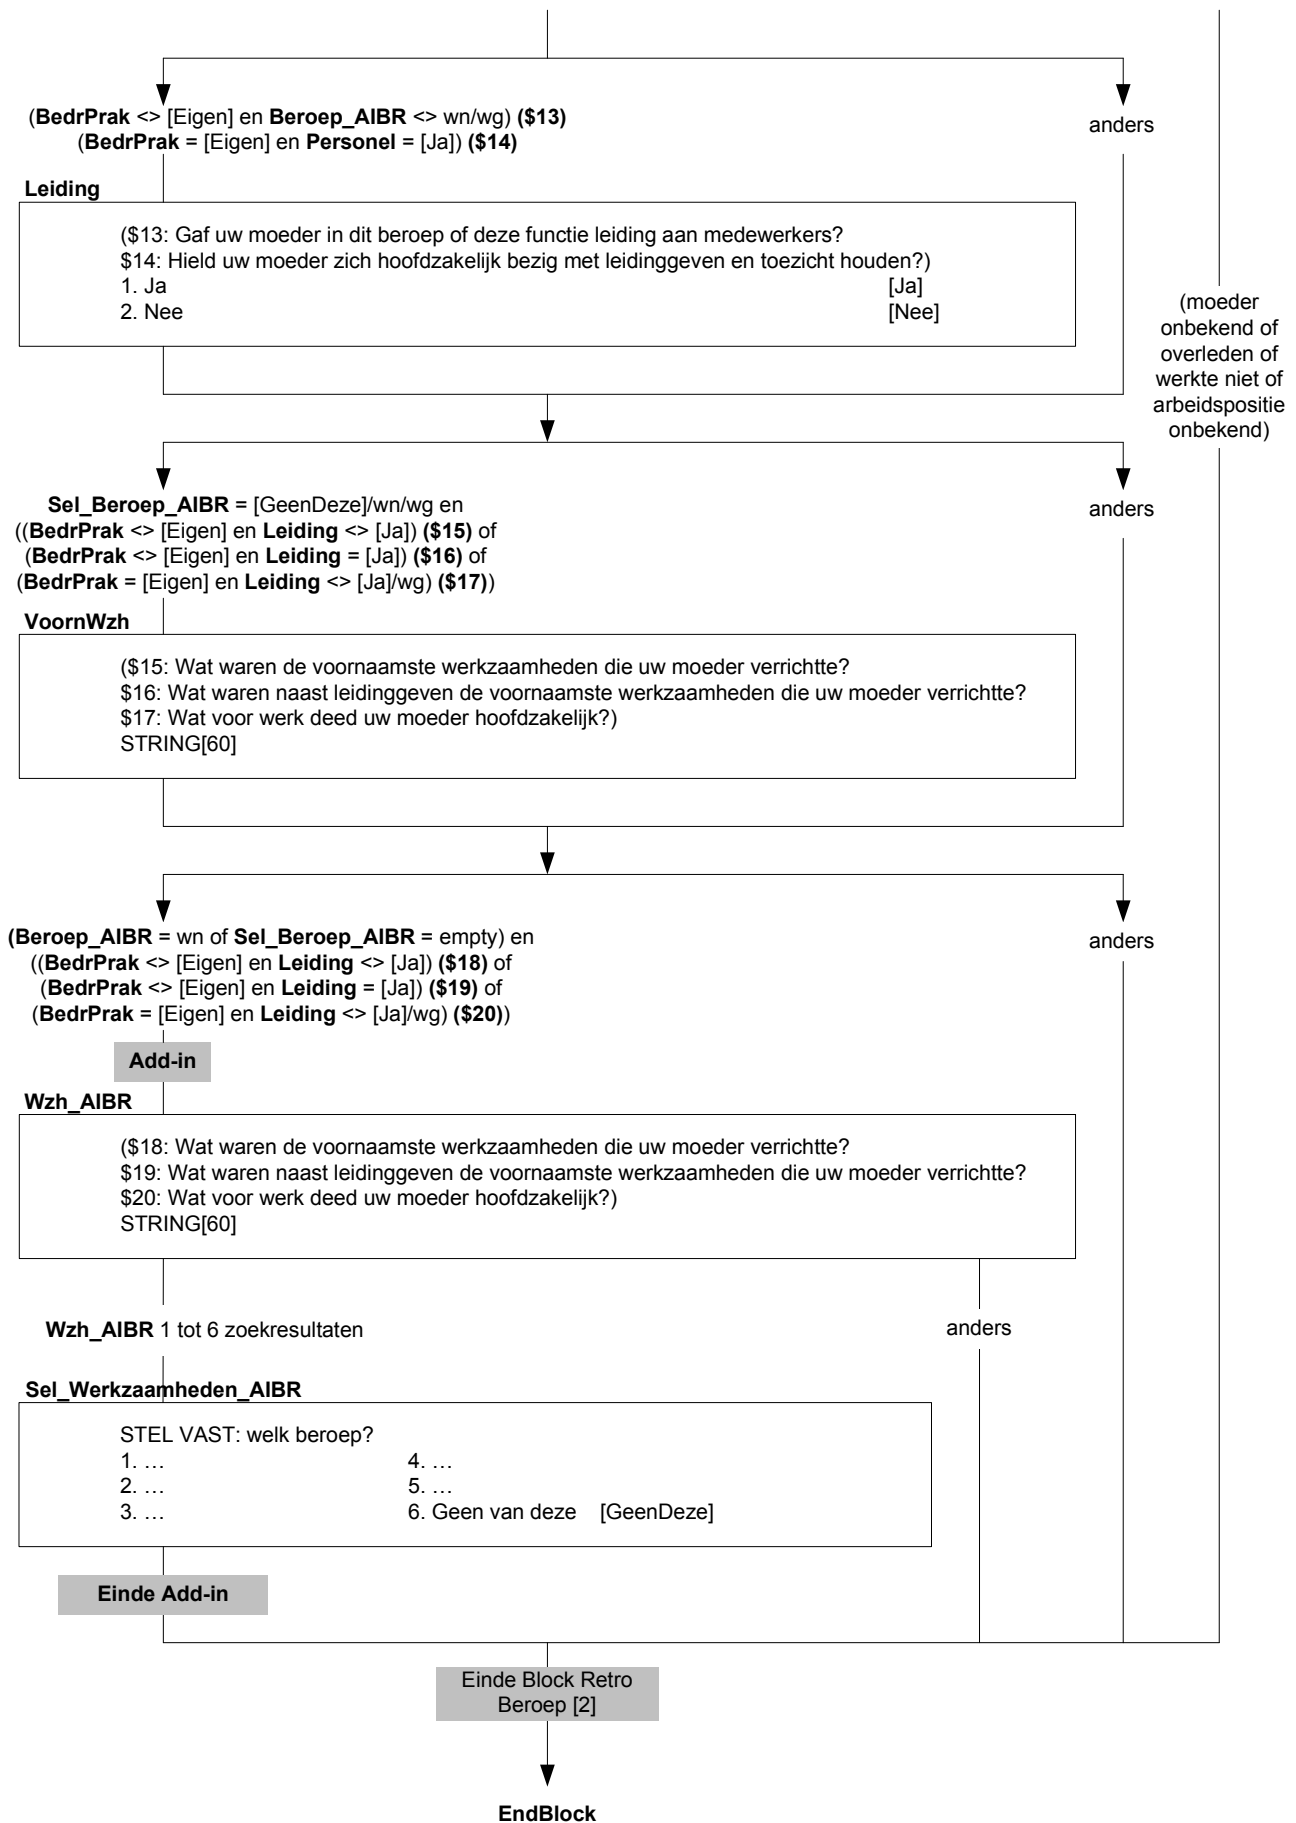 (BedrPrak <> [Eigen] en Beroep_AIBR <> wn/wg) ($13)
(BedrPrak = [Eigen] en Personel = [Ja]) ($14)
anders
Leiding
($13: Gaf uw moeder in dit beroep of deze functie leiding aan medewerkers?
$14: Hield uw moeder zich hoofdzakelijk bezig met leidinggeven en toezicht houden?)
1. Ja [Ja]
2. Nee [Nee]
(moeder
onbekend of
overleden of
werkte niet of
arbeidspositie
onbekend)
Sel_Beroep_AIBR = [GeenDeze]/wn/wg en
((BedrPrak <> [Eigen] en Leiding <> [Ja]) ($15) of
(BedrPrak <> [Eigen] en Leiding = [Ja]) ($16) of
(BedrPrak = [Eigen] en Leiding <> [Ja]/wg) ($17))
anders
VoornWzh
($15: Wat waren de voornaamste werkzaamheden die uw moeder verrichtte?
$16: Wat waren naast leidinggeven de voornaamste werkzaamheden die uw moeder verrichtte?
$17: Wat voor werk deed uw moeder hoofdzakelijk?)
STRING[60]
(Beroep_AIBR = wn of Sel_Beroep_AIBR = empty) en
((BedrPrak <> [Eigen] en Leiding <> [Ja]) ($18) of
(BedrPrak <> [Eigen] en Leiding = [Ja]) ($19) of
(BedrPrak = [Eigen] en Leiding <> [Ja]/wg) ($20))
anders
Add-in
Wzh_AIBR
($18: Wat waren de voornaamste werkzaamheden die uw moeder verrichtte?
$19: Wat waren naast leidinggeven de voornaamste werkzaamheden die uw moeder verrichtte?
$20: Wat voor werk deed uw moeder hoofdzakelijk?)
STRING[60]
Wzh_AIBR 1 tot 6 zoekresultaten
anders
Sel_Werkzaamheden_AIBR
STEL VAST: welk beroep?
1. … 4. …
2. … 5. …
3. … 6. Geen van deze [GeenDeze]
Einde Add-in
Einde Block Retro
Beroep [2]
EndBlock